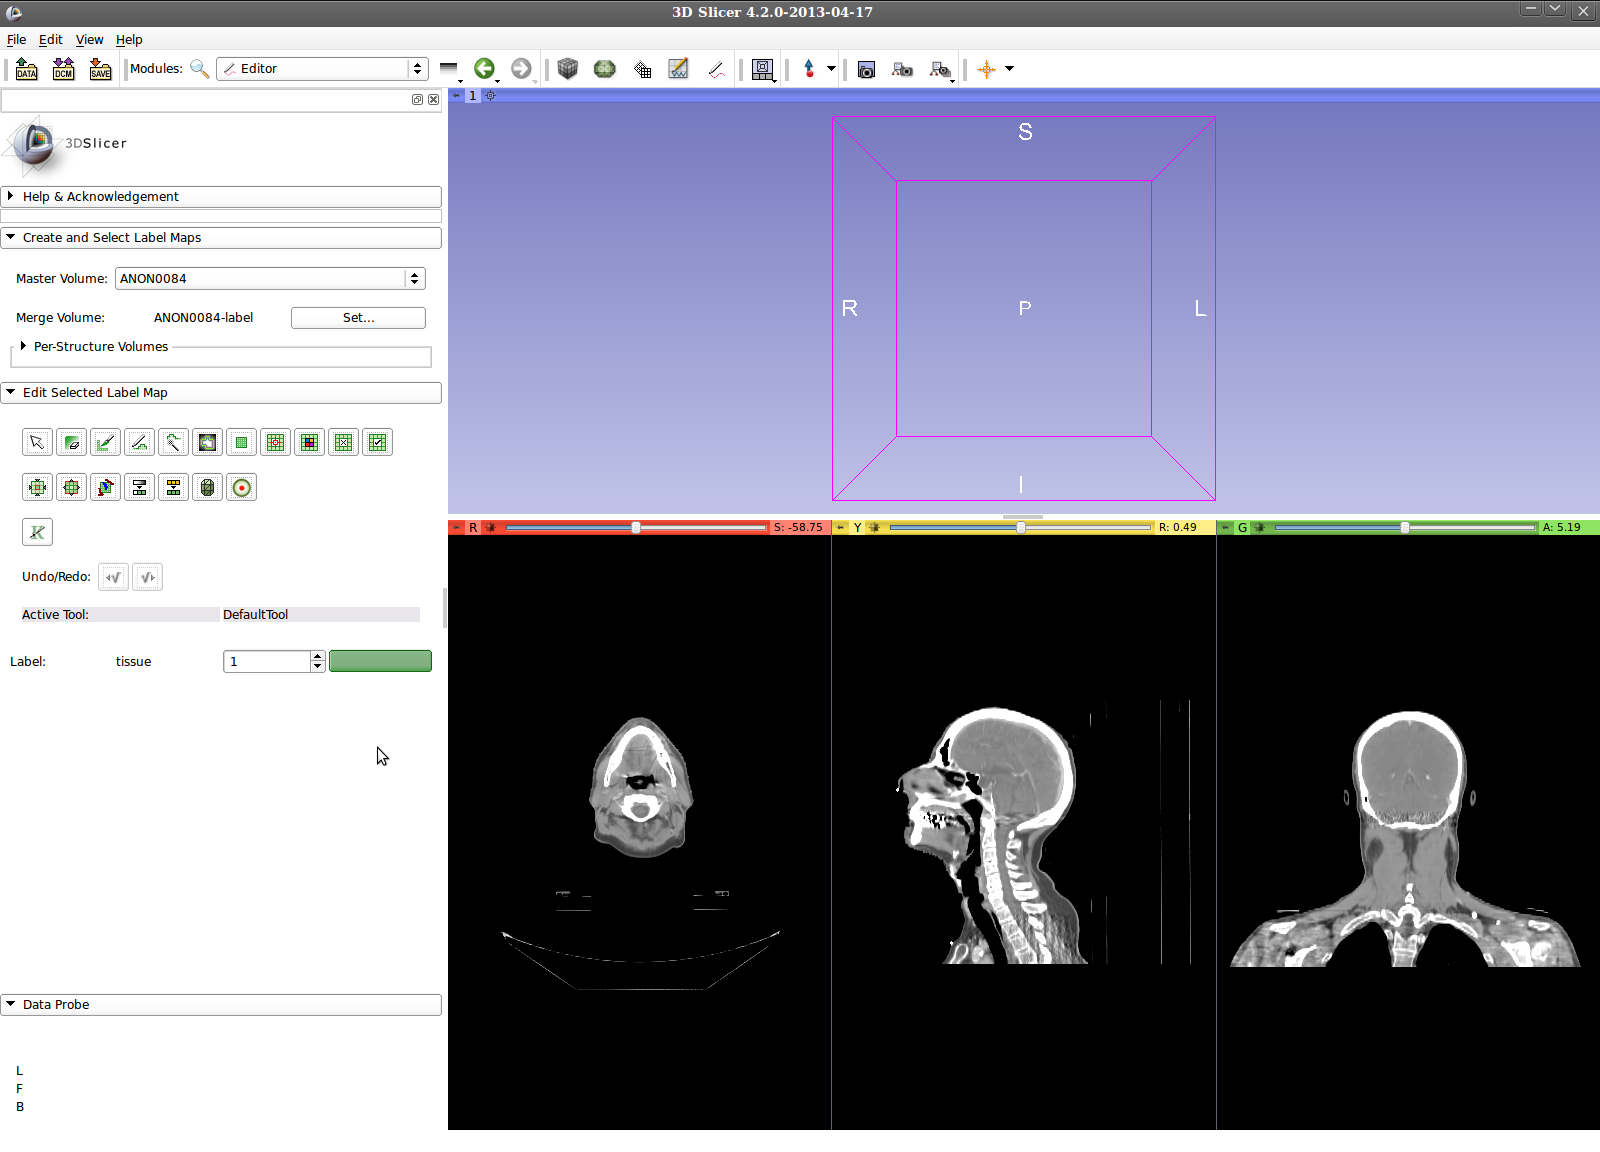 3D Slicer 4.2.0-2013-04-17
File Edit View Help
DATA DCM SAVE Modules: Editor
1
3DSlicer
Help & Acknowledgement
Create and Select Label Maps
Master Volume: ANON0084
Merge Volume: ANON0084-label Set...
Per-Structure Volumes
Edit Selected Label Map
Undo/Redo:
Active Tool: DefaultTool
Label: tissue 1
Data Probe
L
F
B
S
R P L
I
R S: -58.75
Y R: 0.49
G A: 5.19